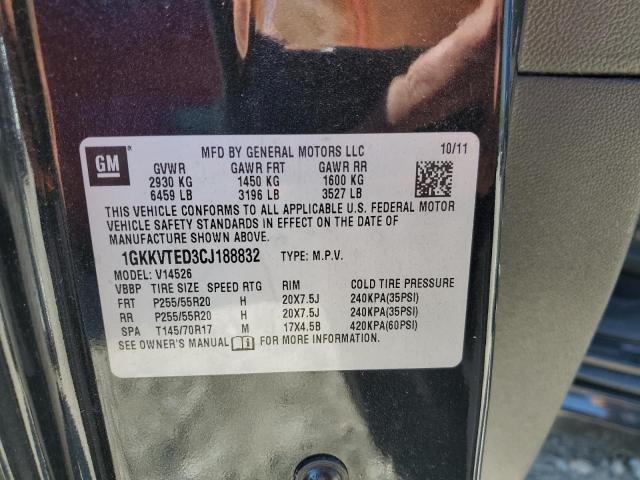 GM
MFD BY GENERAL MOTORS LLC 10/11
GVWR GAWR FRT GAWR RR
2930 KG 1450 KG 1600 KG
6459 LB 3196 LB 3527 LB
THIS VEHICLE CONFORMS TO ALL APPLICABLE U.S. FEDERAL MOTOR
VEHICLE SAFETY STANDARDS IN EFFECT ON THE DATE OF
MANUFACTURE SHOWN ABOVE.
1GKKVTED3CJ188832 TYPE: M.P.V.
MODEL: V14526
VBBP TIRE SIZE SPEED RTG RIM COLD TIRE PRESSURE
FRT P255/55R20 H 20X7.5J 240KPA(35PSI)
RR P255/55R20 H 20X7.5J 240KPA(35PSI)
SPA T145/70R17 M 17X4.5B 420KPA(60PSI)
SEE OWNER'S MANUAL FOR MORE INFORMATION.